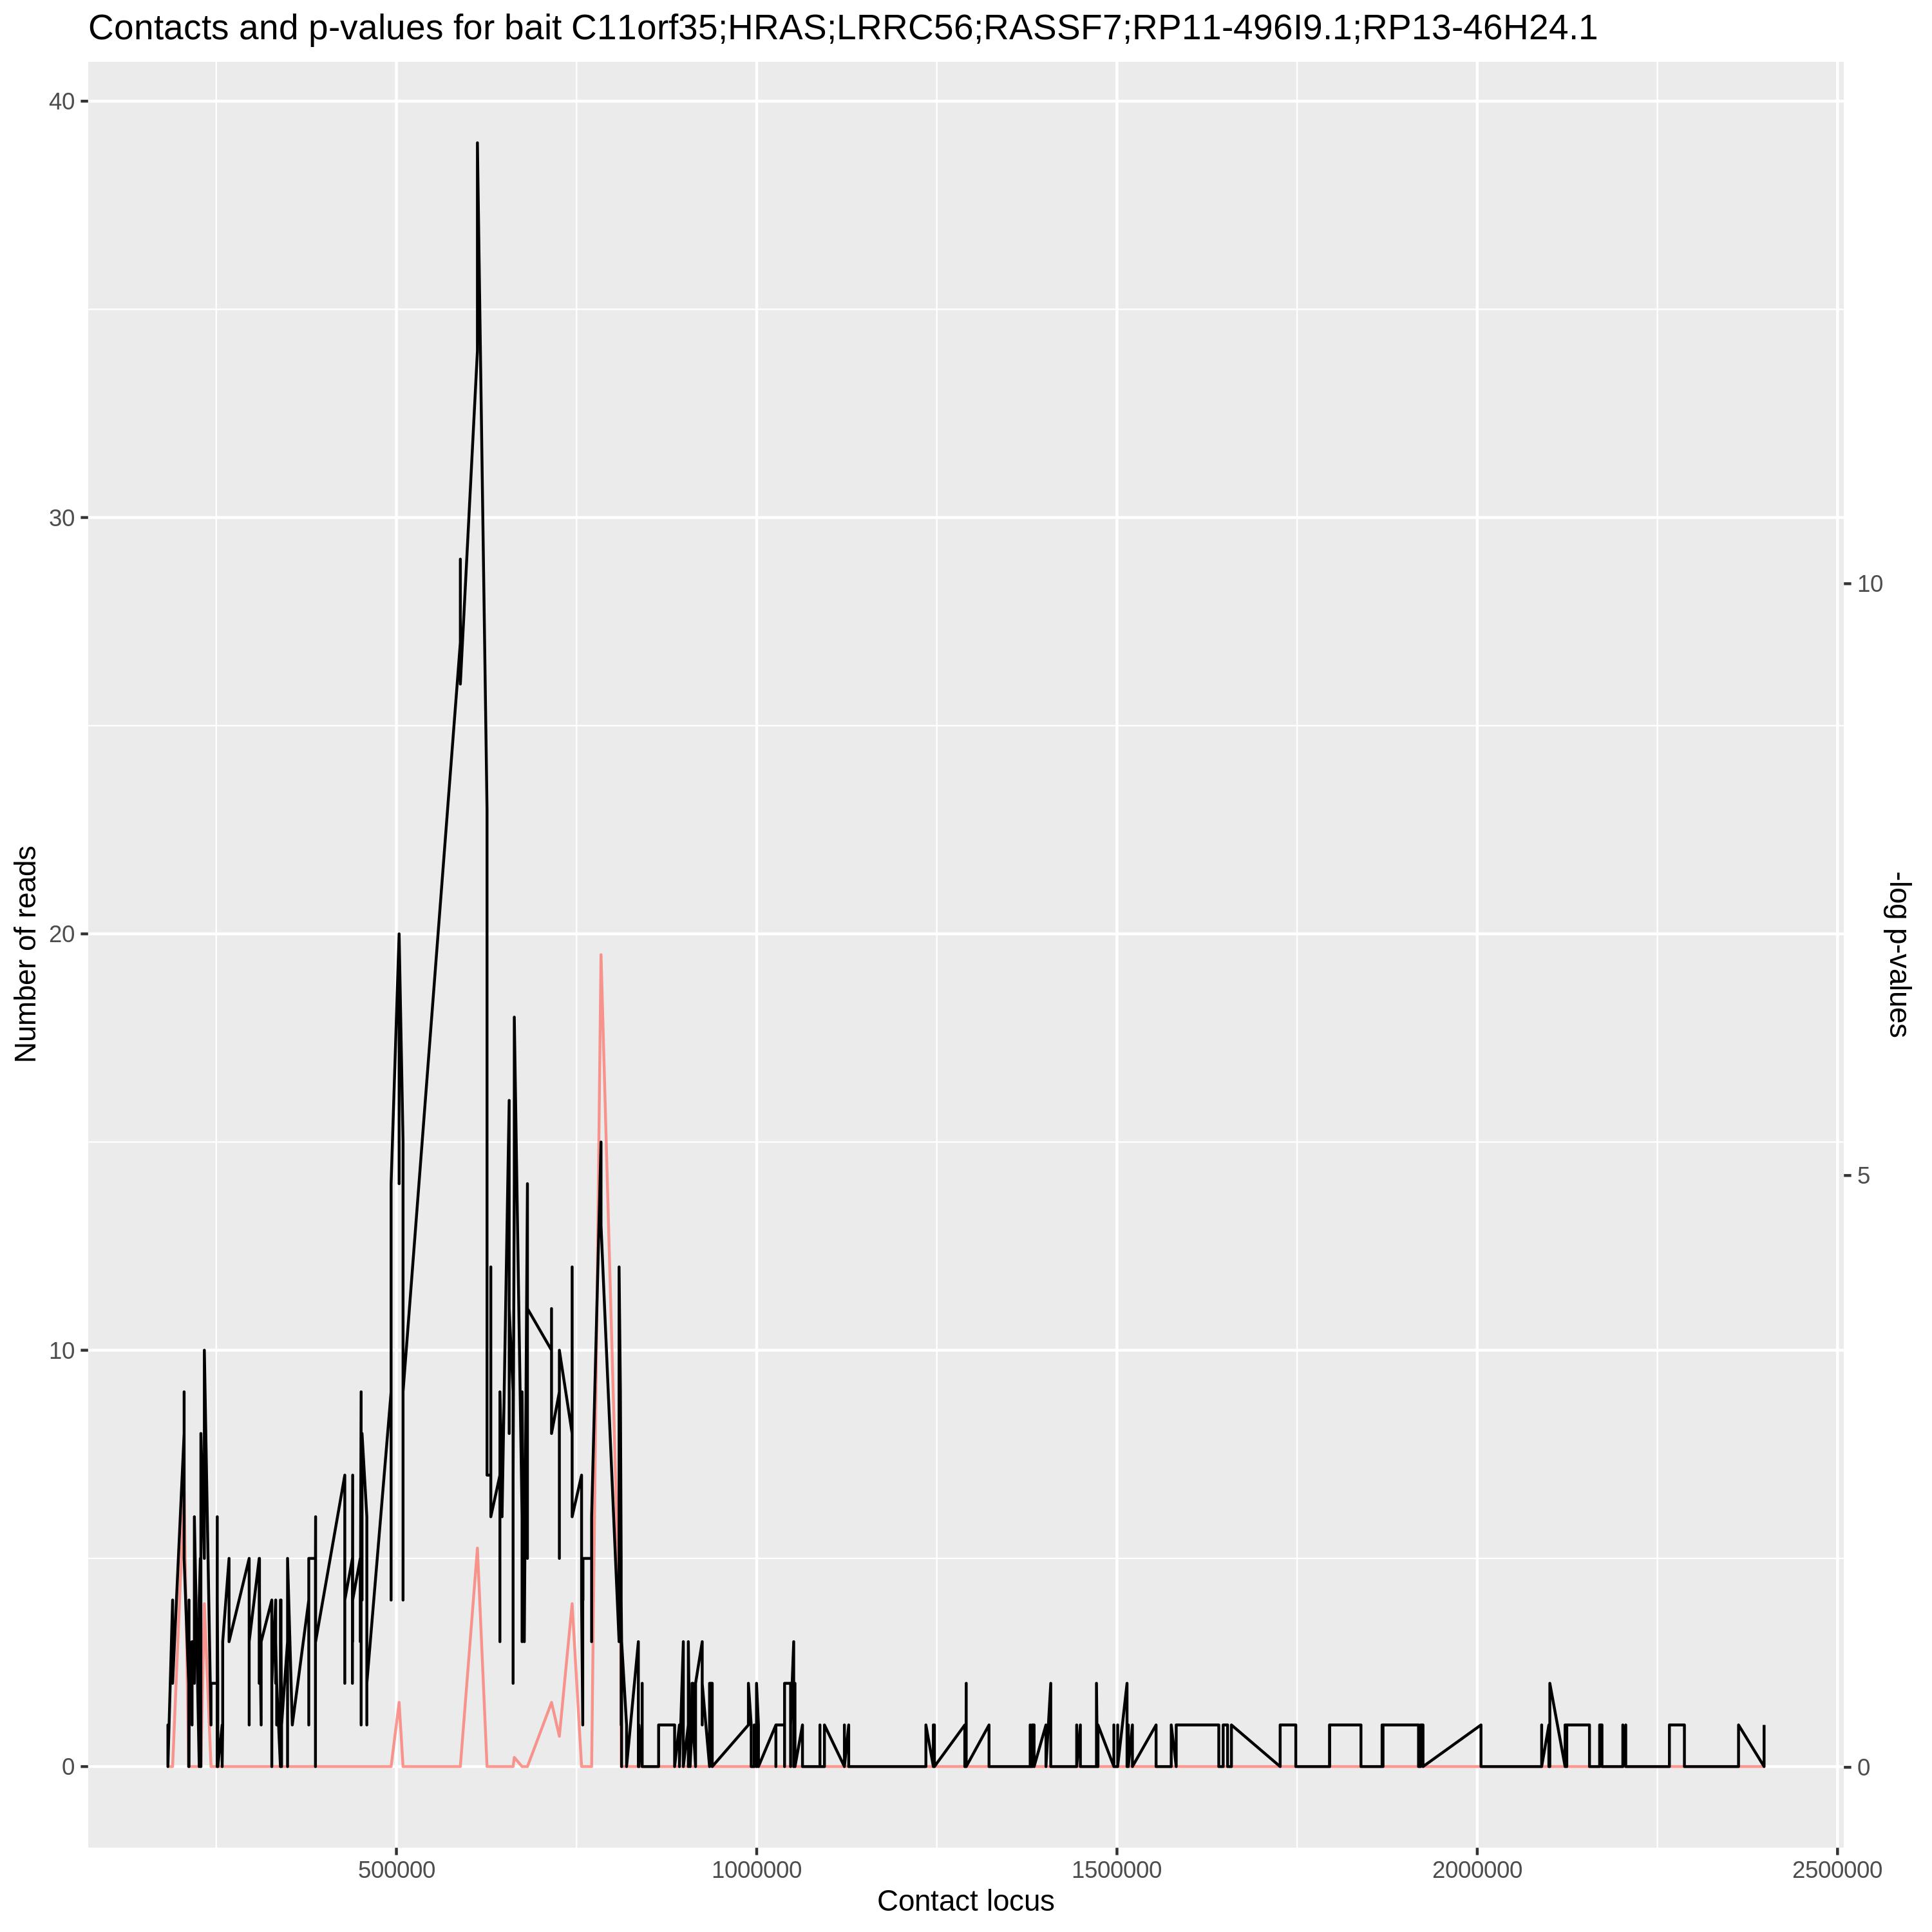 Contacts and p-values for bait C11orf35;HRAS;LRRC56;RASSF7;RP11-496I9.1;RP13-46H24.1
40
30
20
10
0
Number of reads
10
5
0
-log p-values
500000 1000000 1500000 2000000 2500000
Contact locus